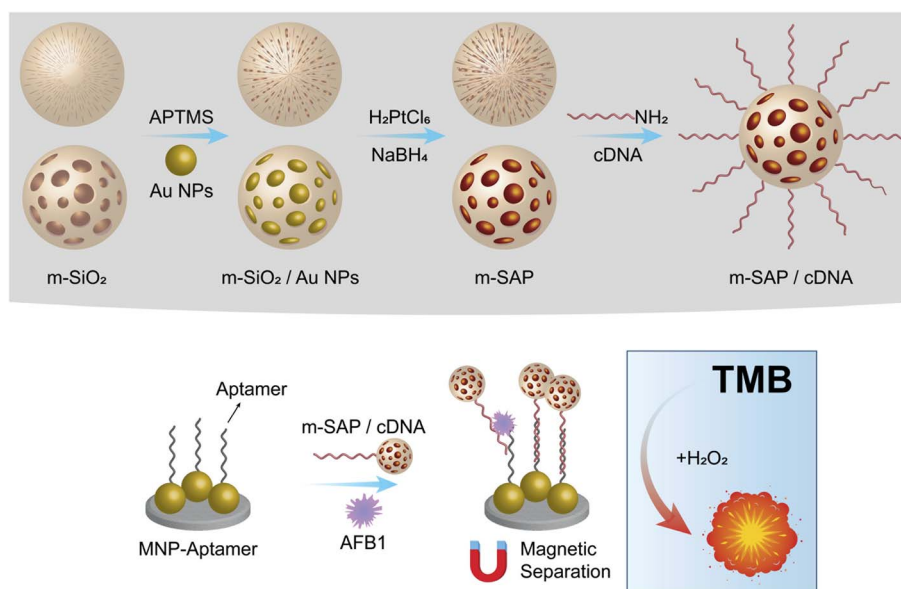 APTMS
Au NPs
H₂PtCl₆
NaBH₄
NH₂
cDNA
m-SiO₂
m-SiO₂ / Au NPs
m-SAP
m-SAP / cDNA
Aptamer
MNP-Aptamer
m-SAP / cDNA
AFB1
Magnetic
Separation
TMB
+H₂O₂